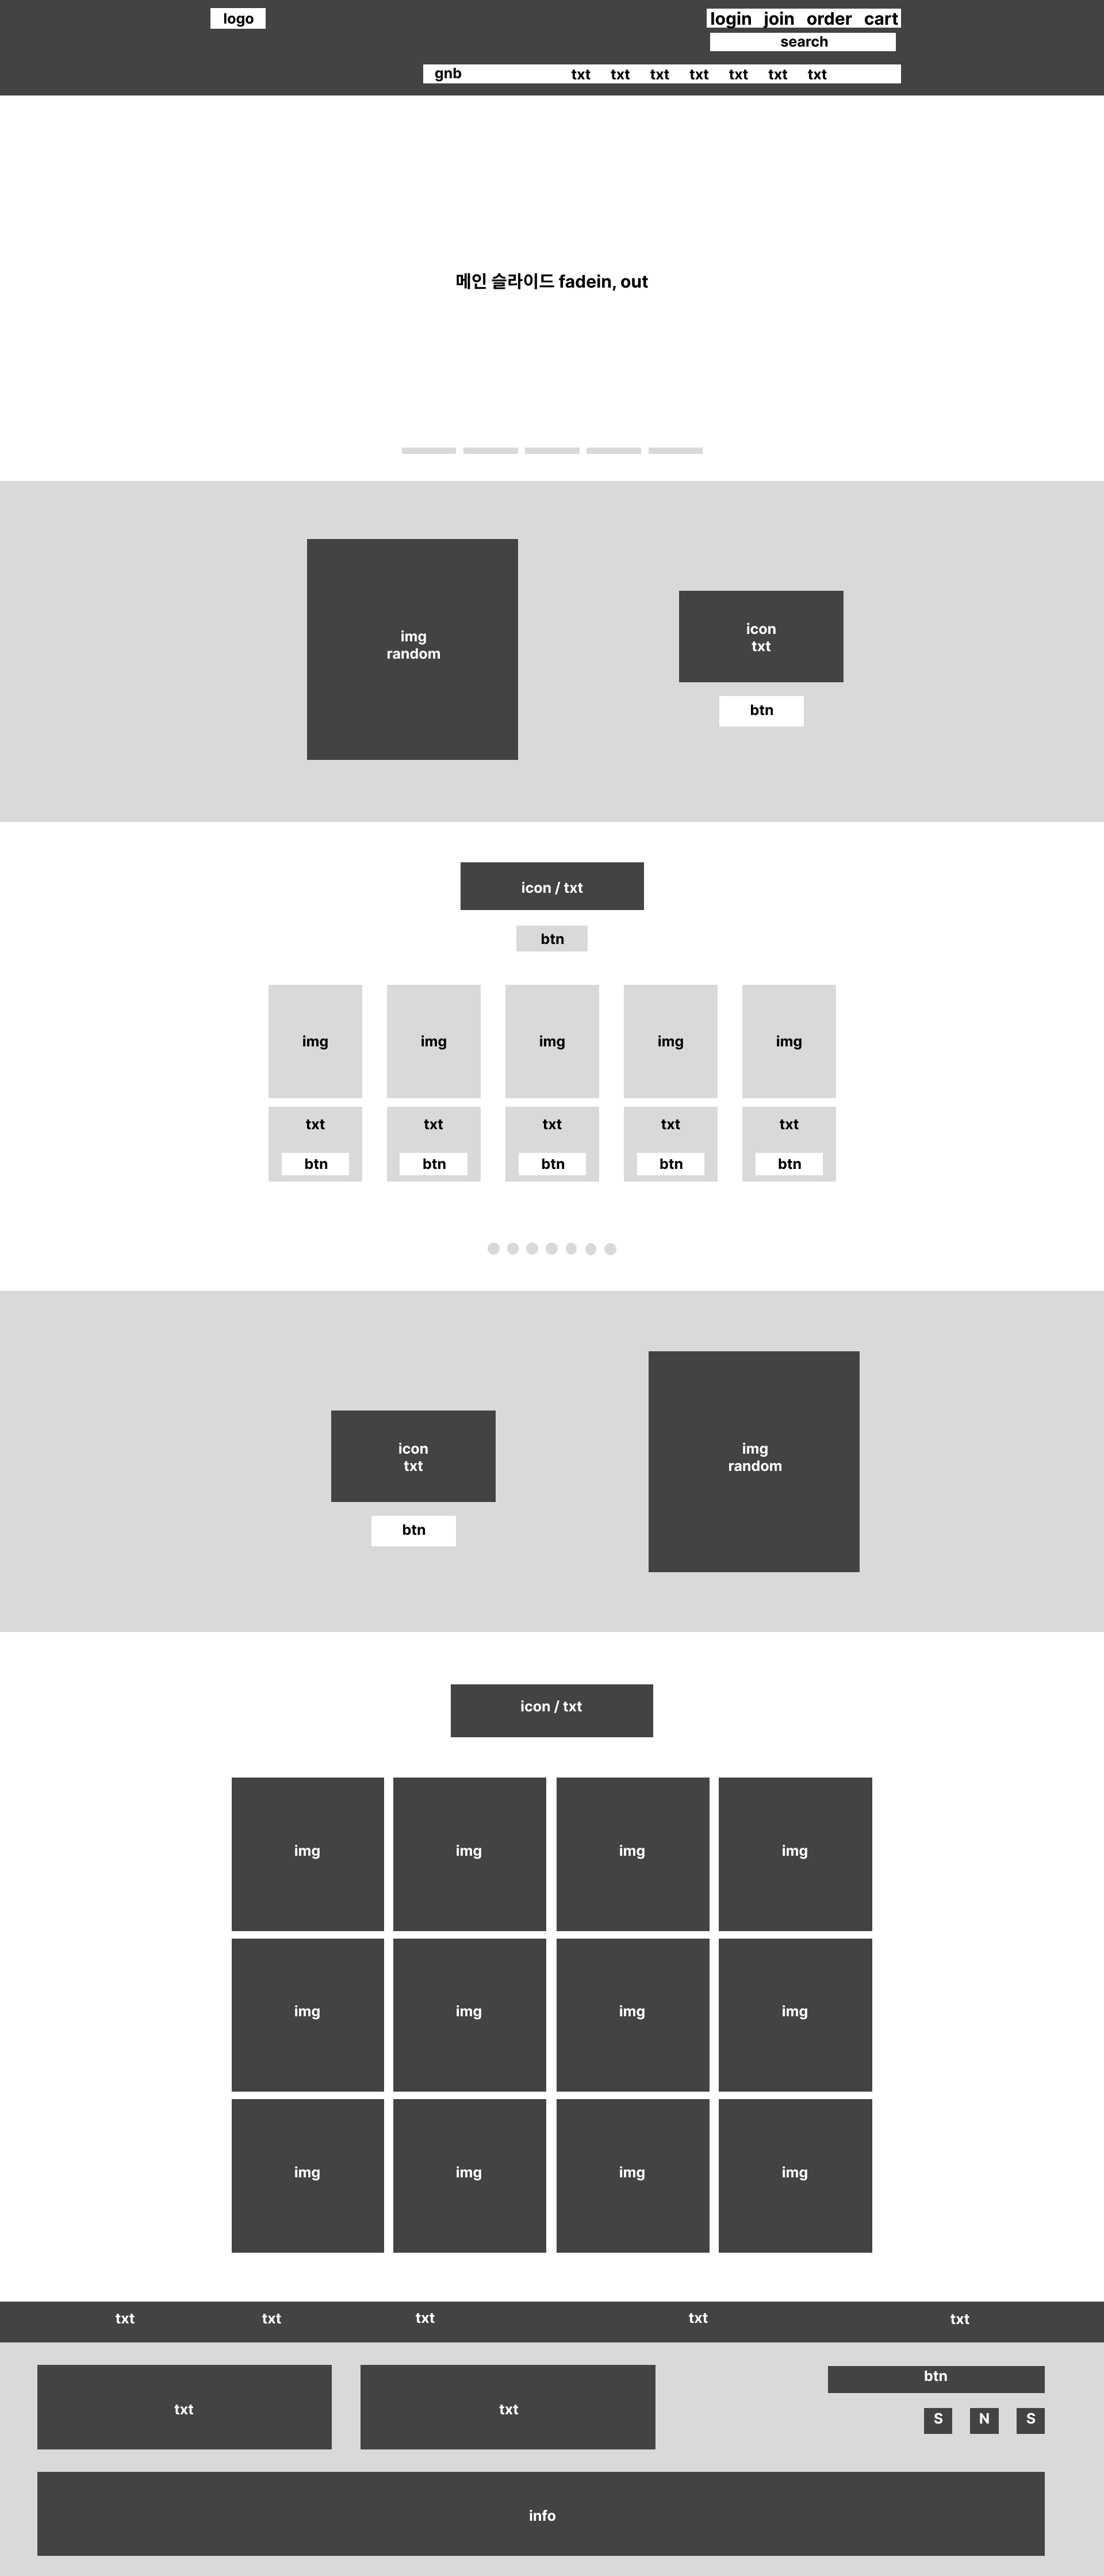 logo
login join order cart
search
gnb txt txt txt txt txt txt txt
메인 슬라이드 fadein, out
img
random
icon
txt
btn
icon / txt
btn
img img img img img
txt txt txt txt txt
btn btn btn btn btn
icon
txt
btn
img
random
icon / txt
img img img img
img img img img
img img img img
txt txt txt txt txt
txt txt
btn
S N S
info